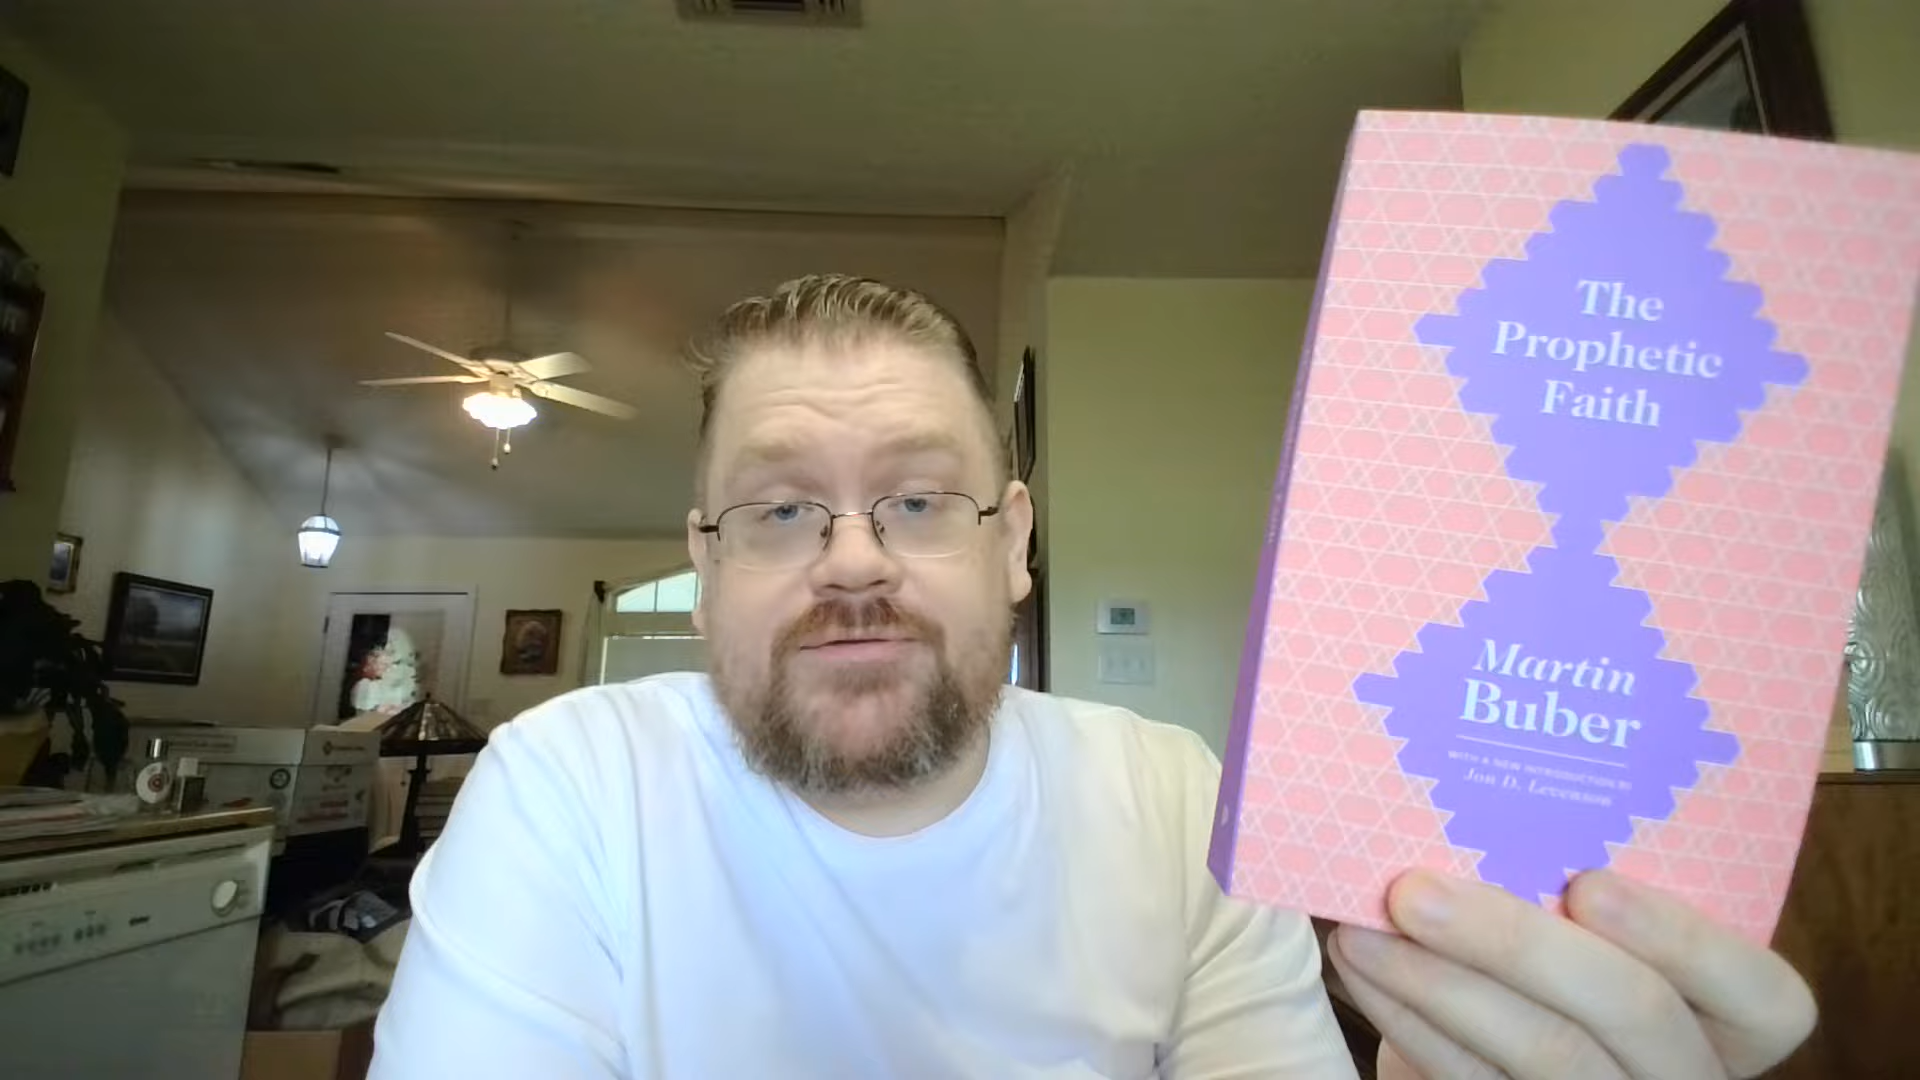 The
Prophetic
Faith
Martin
Buber
WITH A NEW INTRODUCTION BY
Jon D. Levenson